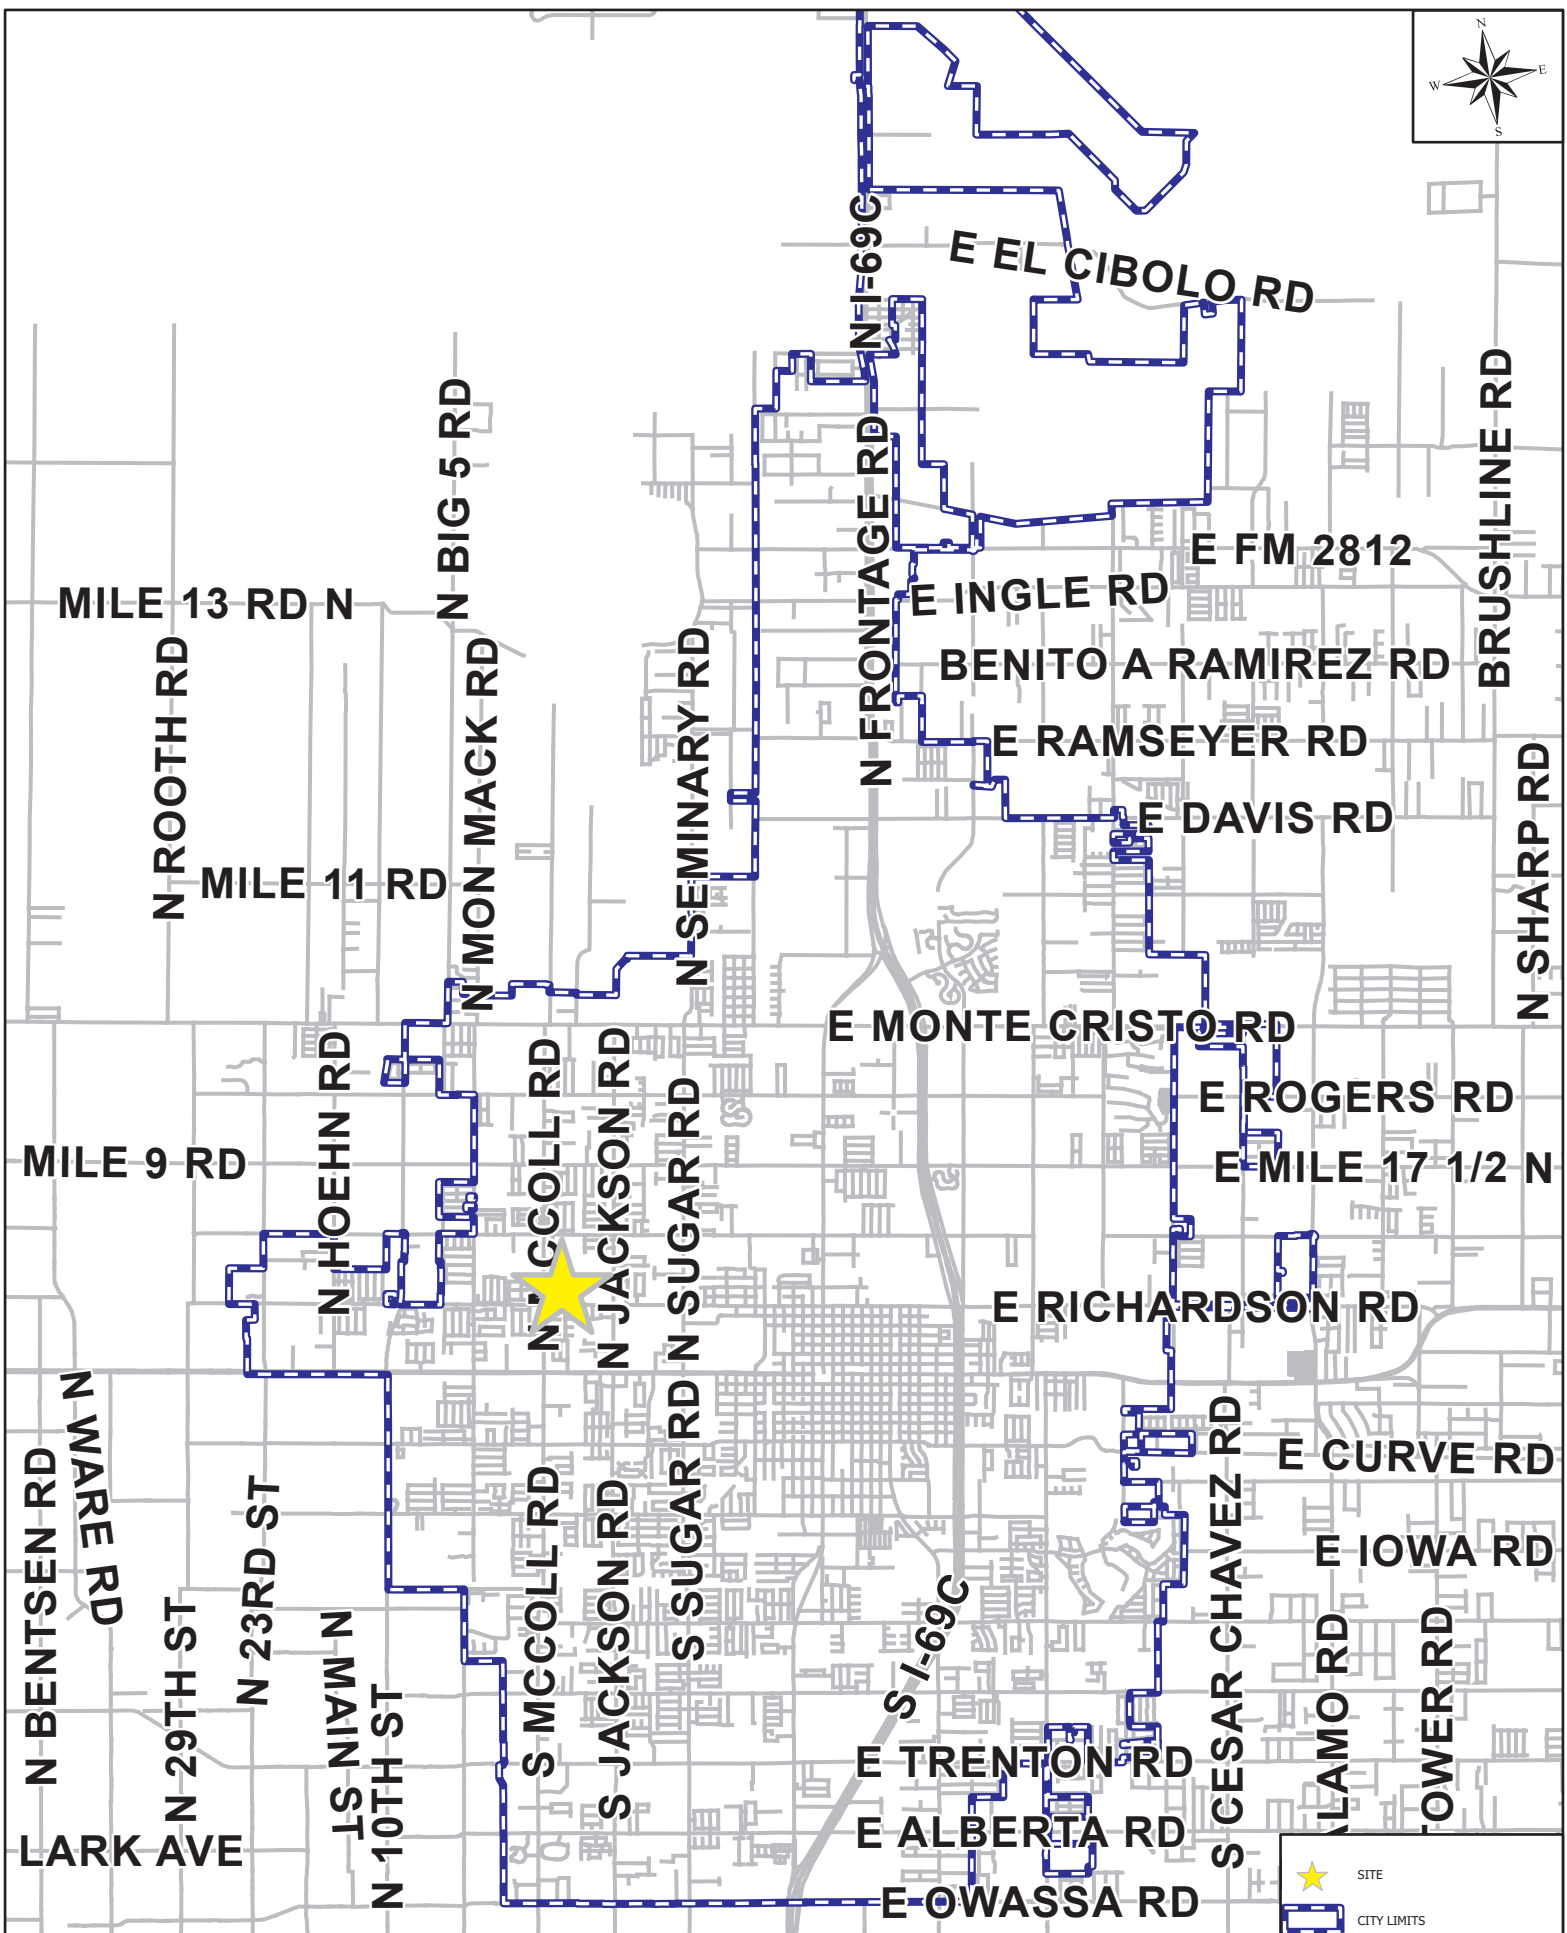 N
E
W
S
N I-69C
E EL CIBOLO RD
N BIG 5 RD
BRUSHLINE RD
N FRONTAGE RD
E FM 2812
E INGLE RD
MILE 13 RD N
N ROOTH RD
N MON MACK RD
N SEMINARY RD
BENITO A RAMIREZ RD
E RAMSEYER RD
N SHARP RD
E DAVIS RD
MILE 11 RD
E MONTE CRISTO RD
N HOEHN RD
N MCCOLL RD
N JACKSON RD
N SUGAR RD
E ROGERS RD
MILE 9 RD
E MILE 17 1/2 N
E RICHARDSON RD
N WARE RD
N BENTSEN RD
N 23RD ST
S MCCOLL RD
S JACKSON RD
S SUGAR RD
S CESAR CHAVEZ RD
E CURVE RD
E IOWA RD
N 29TH ST
N MAIN ST
N 10TH ST
S I-69C
ALAMO RD
TOWER RD
E TRENTON RD
E ALBERTA RD
LARK AVE
E OWASSA RD
SITE
CITY LIMITS